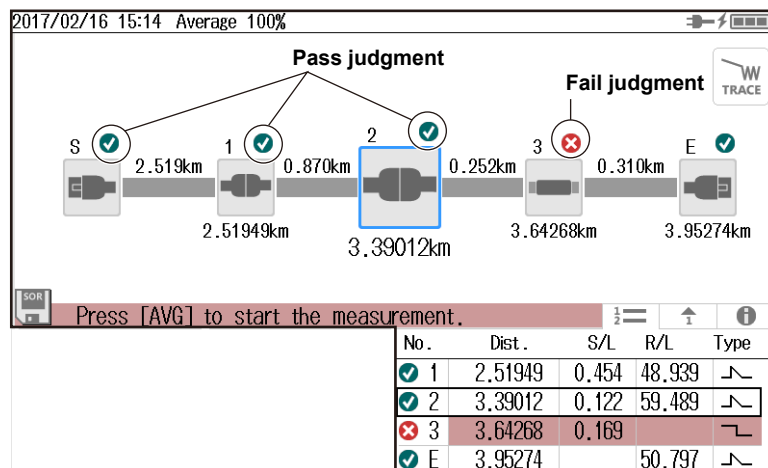 2017/02/16 15:14 Average 100%
Pass judgment
Fail judgment
W
TRACE
S 1 2 3 E
2.519km 0.870km 0.252km 0.310km
2.51949km 3.39012km 3.64268km 3.95274km
SOR
Press [AVG] to start the measurement.
1
2
1
i
No. Dist. S/L R/L Type
1 2.51949 0.454 48.939
2 3.39012 0.122 59.489
3 3.64268 0.169
E 3.95274 50.797